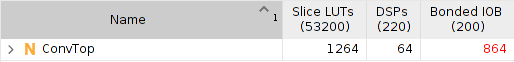 Name 1 Slice LUTs (53200) DSPs (220) Bonded IOB (200)
N ConvTop 1264 64 864